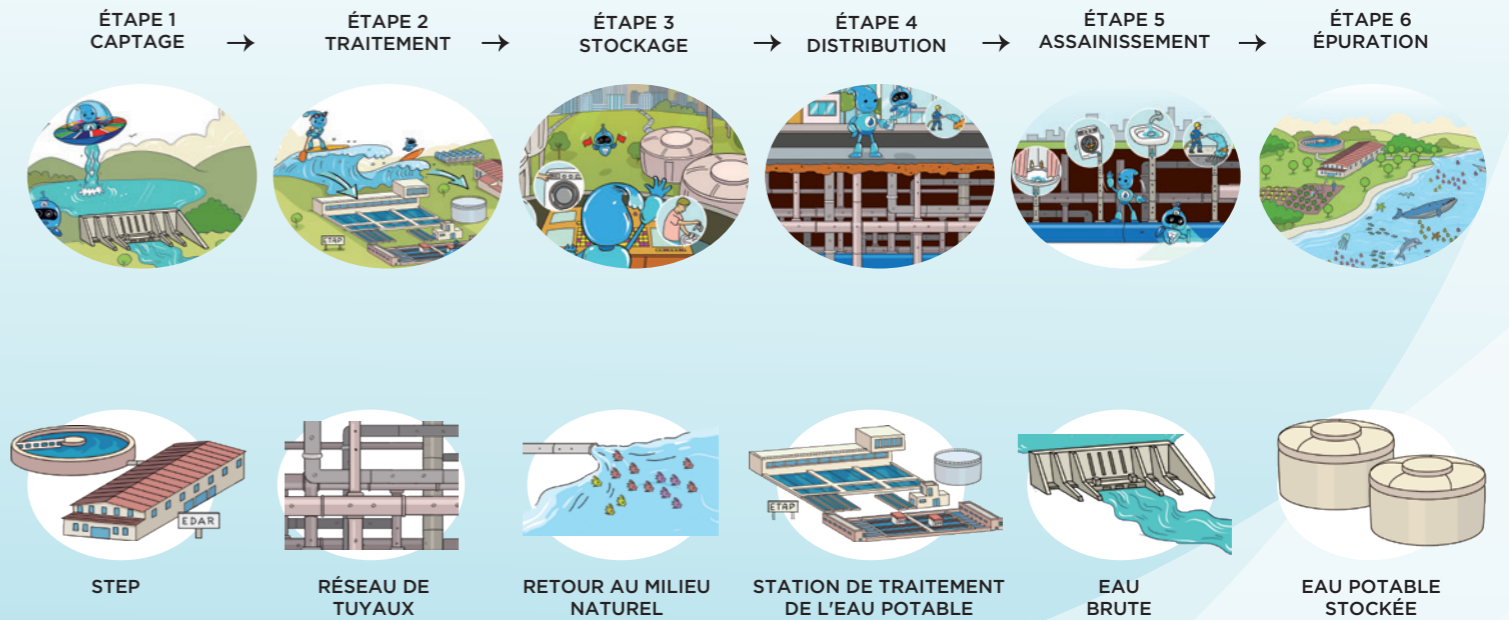 ÉTAPE 1
CAPTAGE
ÉTAPE 2
TRAITEMENT
ÉTAPE 3
STOCKAGE
ÉTAPE 4
DISTRIBUTION
ÉTAPE 5
ASSAINISSEMENT
ÉTAPE 6
ÉPURATION
ETAP
EDAR
ETAP
STEP
RÉSEAU DE
TUYAUX
RETOUR AU MILIEU
NATUREL
STATION DE TRAITEMENT
DE L'EAU POTABLE
EAU
BRUTE
EAU POTABLE
STOCKÉE